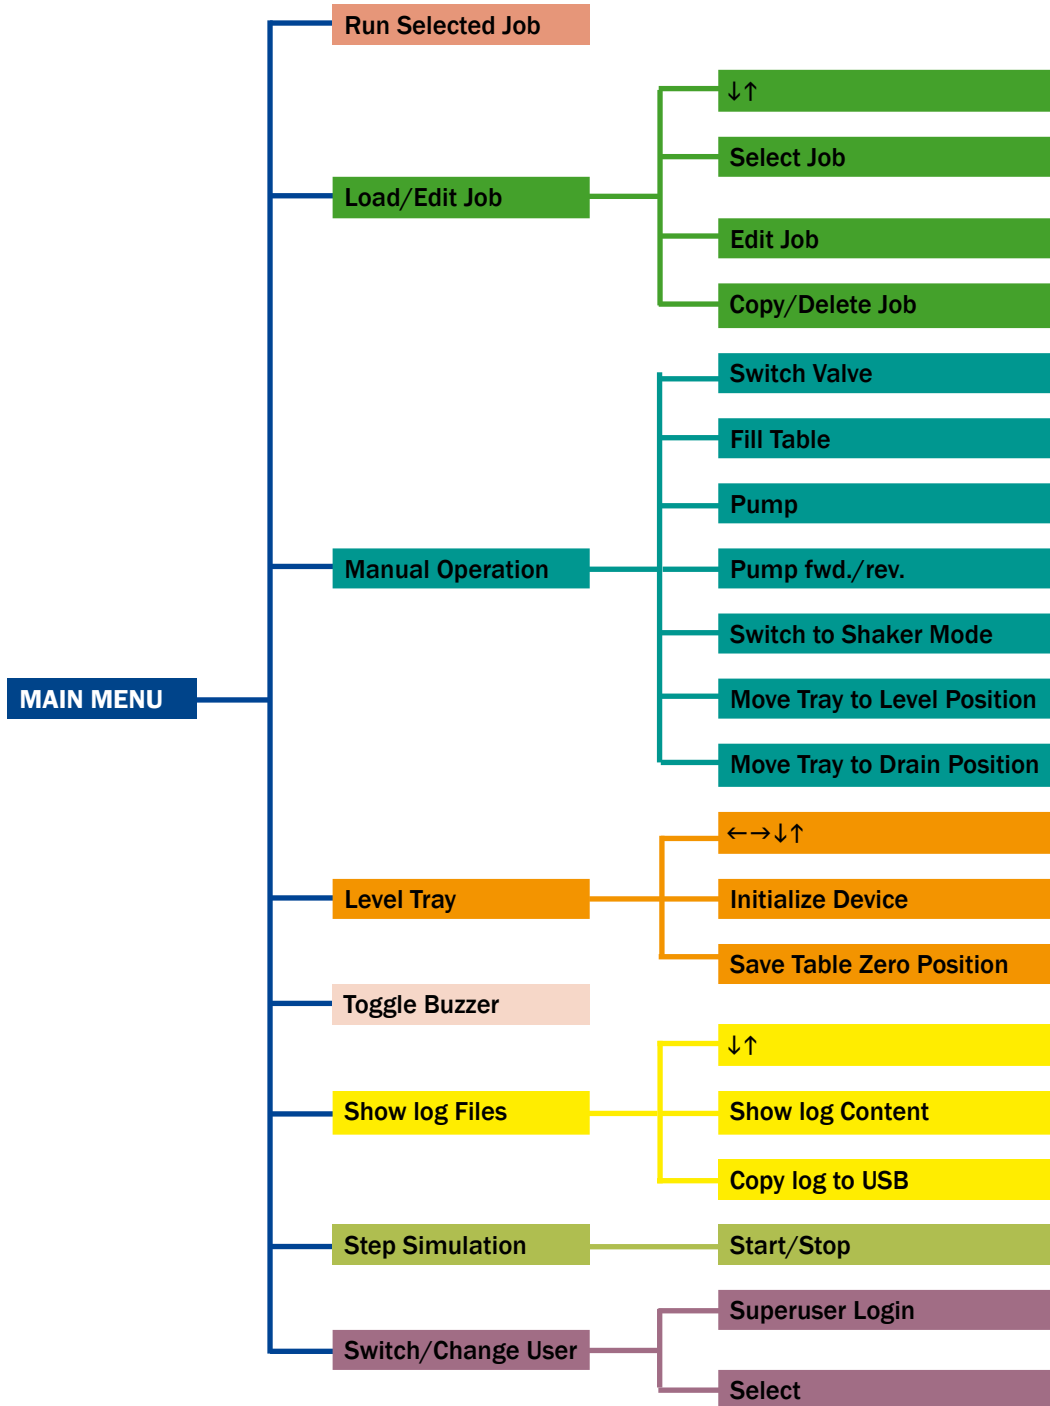 MAIN MENU
Run Selected Job
Load/Edit Job
↓↑
Select Job
Edit Job
Copy/Delete Job
Manual Operation
Switch Valve
Fill Table
Pump
Pump fwd./rev.
Switch to Shaker Mode
Move Tray to Level Position
Move Tray to Drain Position
Level Tray
←→↓↑
Initialize Device
Save Table Zero Position
Toggle Buzzer
Show log Files
↓↑
Show log Content
Copy log to USB
Step Simulation
Start/Stop
Switch/Change User
Superuser Login
Select